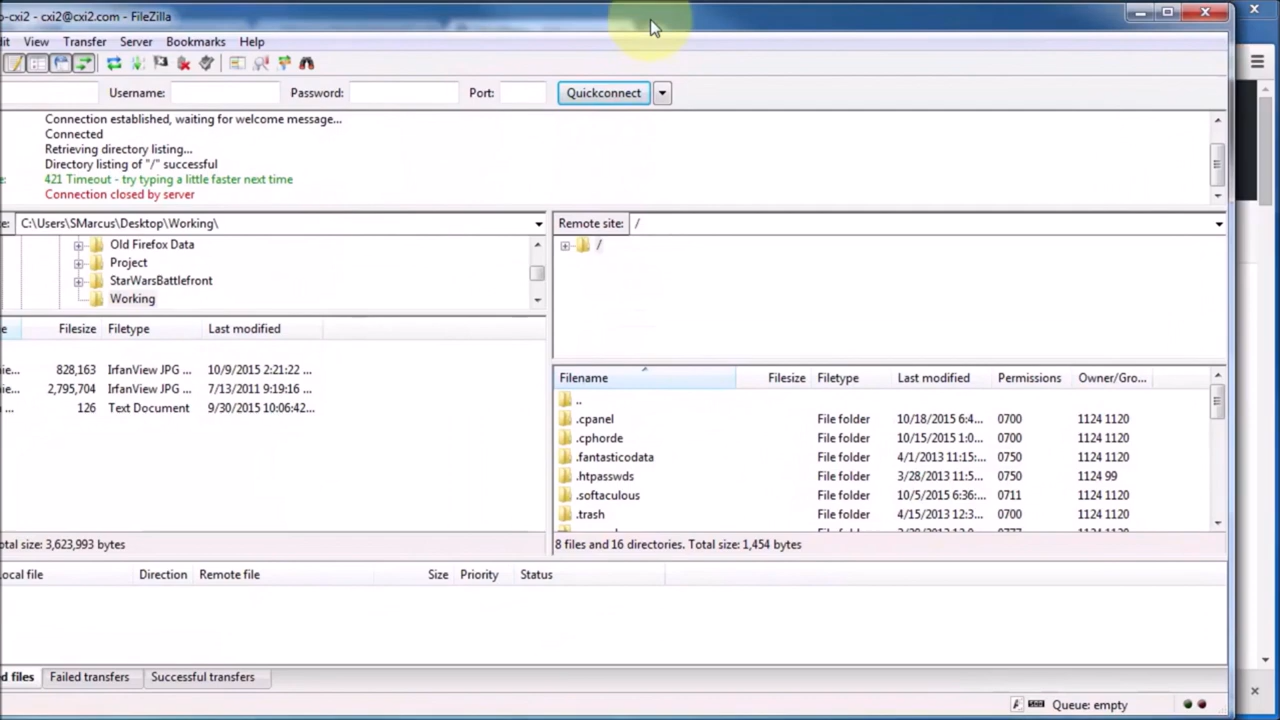 o-cxi2 - cxi2@cxi2.com - FileZilla
dit View Transfer Server Bookmarks Help
Username: Password: Port: Quickconnect
Connection established, waiting for welcome message...
Connected
Retrieving directory listing...
Directory listing of "/" successful
e: 421 Timeout - try typing a little faster next time
Connection closed by server
e: C:\Users\SMarcus\Desktop\Working\
Old Firefox Data
Project
StarWarsBattlefront
Working
Remote site: /
/
e Filesize Filetype Last modified
ie... 828,163 IrfanView JPG ... 10/9/2015 2:21:22 ...
ie... 2,795,704 IrfanView JPG ... 7/13/2011 9:19:16 ...
... 126 Text Document 9/30/2015 10:06:42...
otal size: 3,623,993 bytes
Filename Filesize Filetype Last modified Permissions Owner/Gro...
..
.cpanel File folder 10/18/2015 6:4... 0700 1124 1120
.cphorde File folder 10/15/2015 1:0... 0700 1124 1120
.fantasticodata File folder 4/1/2013 11:15:... 0750 1124 1120
.htpasswds File folder 3/28/2013 11:5... 0750 1124 99
.softaculous File folder 10/5/2015 6:36:... 0711 1124 1120
.trash File folder 4/15/2013 12:3... 0700 1124 1120
8 files and 16 directories. Total size: 1,454 bytes
ocal file Direction Remote file Size Priority Status
d files Failed transfers Successful transfers
Queue: empty